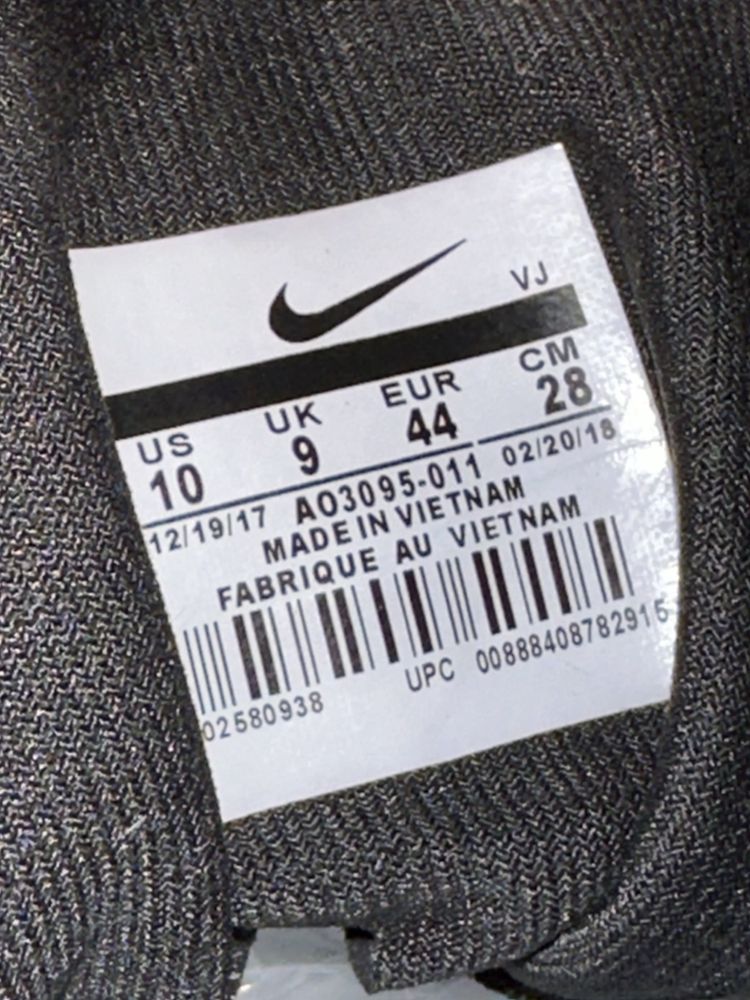 VJ
US UK EUR CM
10 9 44 28
12/19/17 AO3095-011 02/20/18
MADE IN VIETNAM
FABRIQUE AU VIETNAM
02580938 UPC 00888408782915